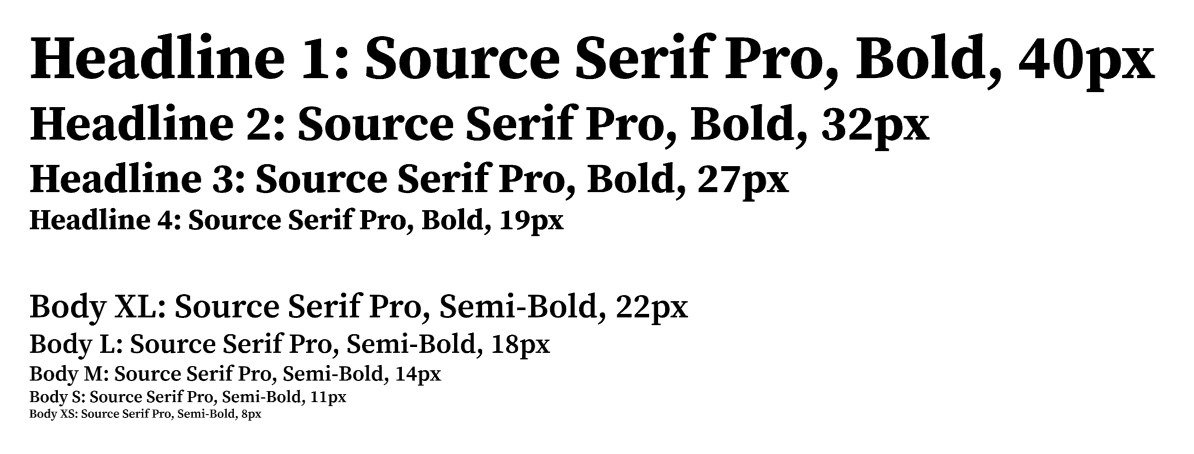 Headline 1: Source Serif Pro, Bold, 40px
Headline 2: Source Serif Pro, Bold, 32px
Headline 3: Source Serif Pro, Bold, 27px
Headline 4: Source Serif Pro, Bold, 19px
Body XL: Source Serif Pro, Semi-Bold, 22px
Body L: Source Serif Pro, Semi-Bold, 18px
Body M: Source Serif Pro, Semi-Bold, 14px
Body S: Source Serif Pro, Semi-Bold, 11px
Body XS: Source Serif Pro, Semi-Bold, 8px